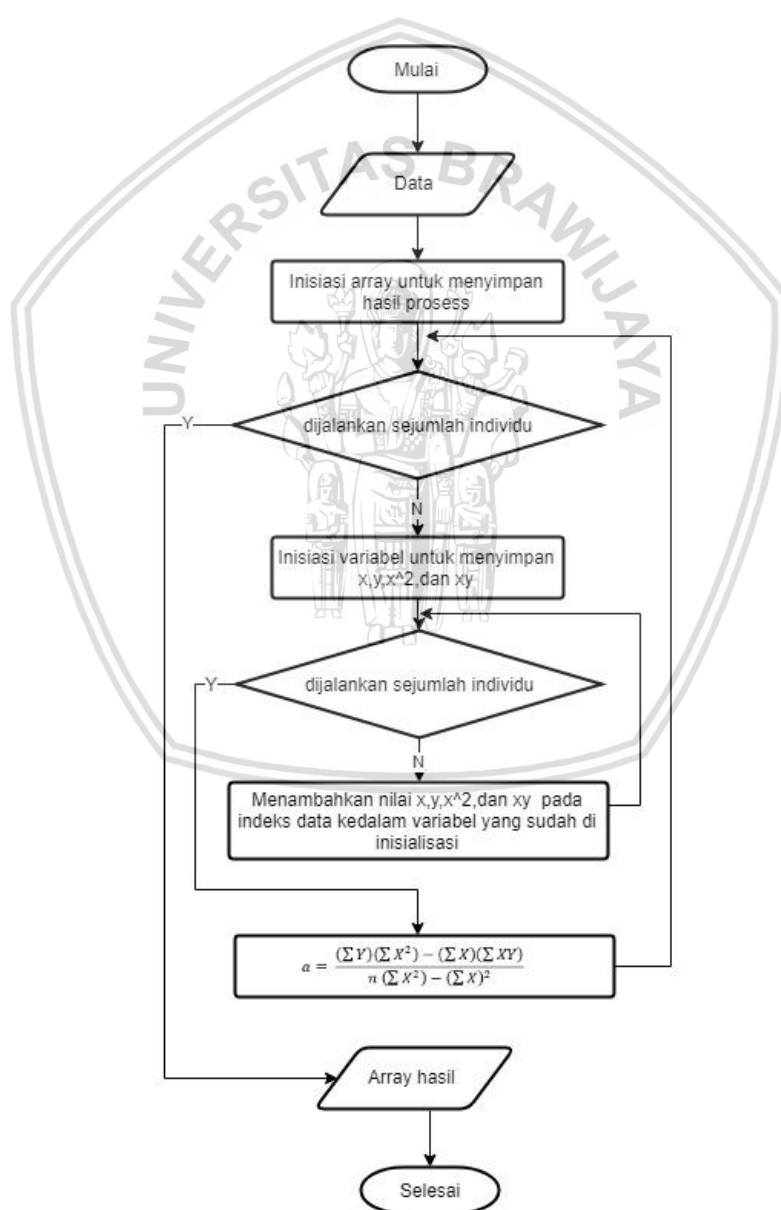 Mulai
UNIVERSITAS BRAWIJAYA
Data
Inisiasi array untuk menyimpan
hasil prosess
dijalankan sejumlah individu
Y
N
Inisiasi variabel untuk menyimpan
x,y,x^2,dan xy
dijalankan sejumlah individu
Y
N
Menambahkan nilai x,y,x^2,dan xy pada
indeks data kedalam variabel yang sudah di
inisialisasi
a = \frac{(∑Y)(∑X²) − (∑X)(∑XY)}{n (∑X²) − (∑X)²}
Array hasil
Selesai